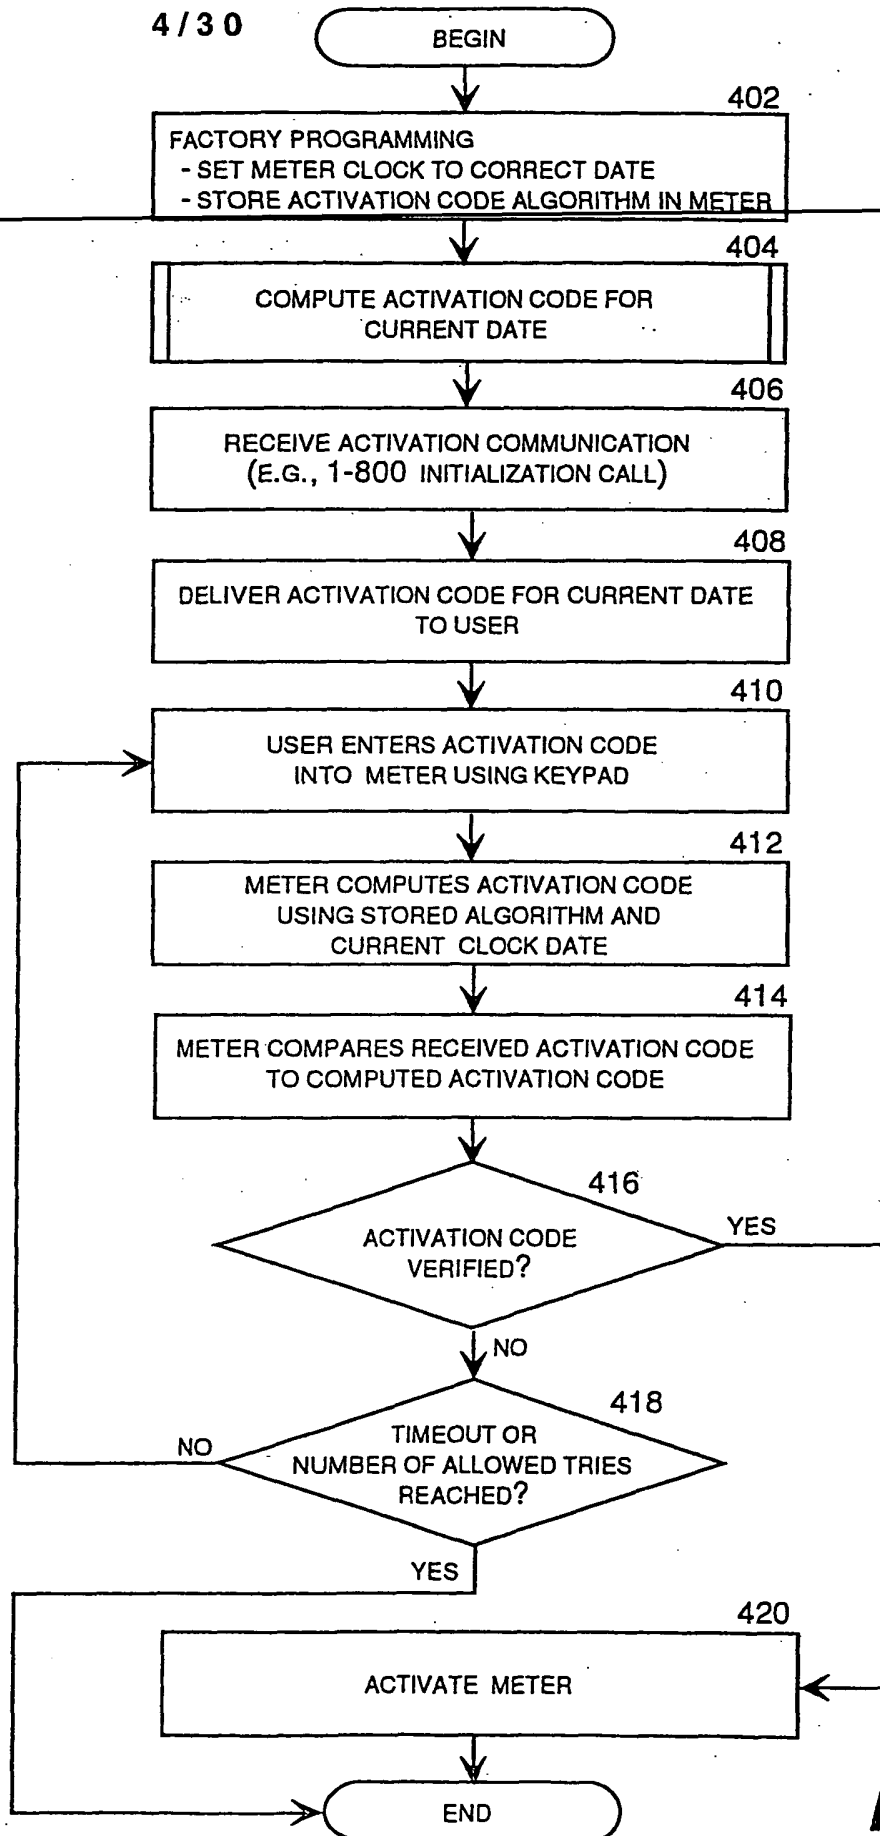 4/30
BEGIN
402
FACTORY PROGRAMMING
- SET METER CLOCK TO CORRECT DATE
- STORE ACTIVATION CODE ALGORITHM IN METER
404
COMPUTE ACTIVATION CODE FOR
CURRENT DATE
406
RECEIVE ACTIVATION COMMUNICATION
(E.G., 1-800 INITIALIZATION CALL)
408
DELIVER ACTIVATION CODE FOR CURRENT DATE
TO USER
410
USER ENTERS ACTIVATION CODE
INTO METER USING KEYPAD
412
METER COMPUTES ACTIVATION CODE
USING STORED ALGORITHM AND
CURRENT CLOCK DATE
414
METER COMPARES RECEIVED ACTIVATION CODE
TO COMPUTED ACTIVATION CODE
416
ACTIVATION CODE
VERIFIED?
YES
NO
418
TIMEOUT OR
NUMBER OF ALLOWED TRIES
REACHED?
NO
YES
420
ACTIVATE METER
END